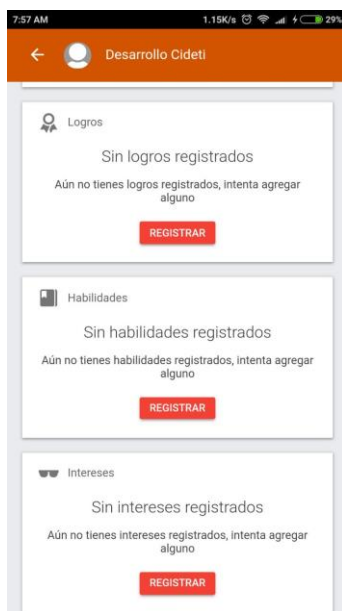 7:57 AM 1.15K/s 29%
Desarrollo Cideti
Logros
Sin logros registrados
Aún no tienes logros registrados, intenta agregar
alguno
REGISTRAR
Habilidades
Sin habilidades registrados
Aún no tienes habilidades registrados, intenta agregar
alguno
REGISTRAR
Intereses
Sin intereses registrados
Aún no tienes intereses registrados, intenta agregar
alguno
REGISTRAR